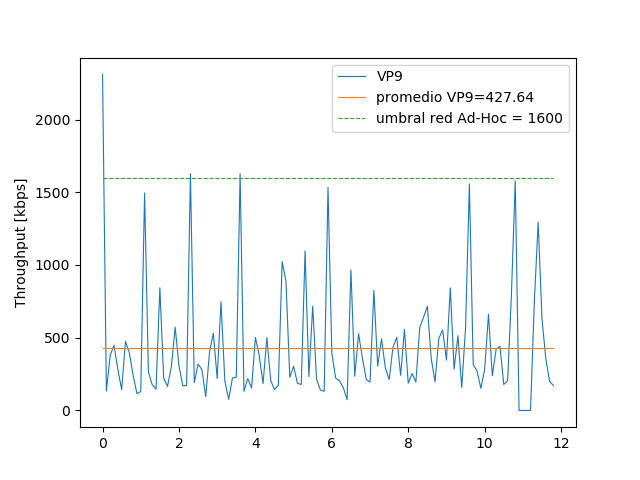 VP9
promedio VP9=427.64
umbral red Ad-Hoc = 1600
Throughput [kbps]
2000
1500
1000
500
0
0 2 4 6 8 10 12